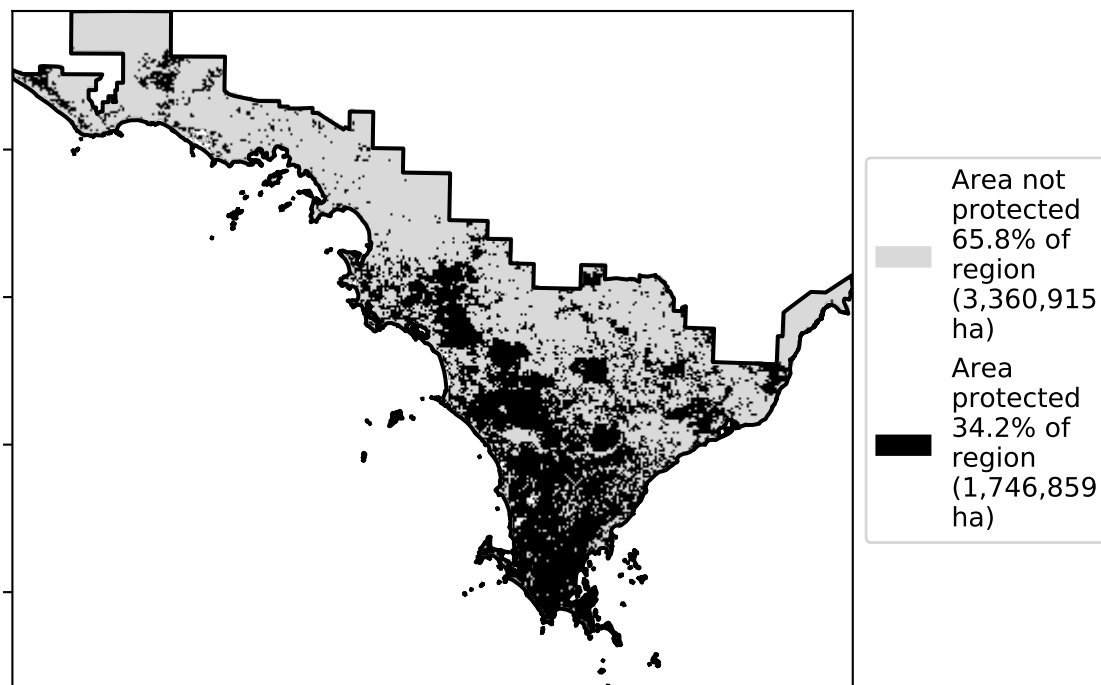 Area not
protected
65.8% of
region
(3,360,915
ha)
Area
protected
34.2% of
region
(1,746,859
ha)